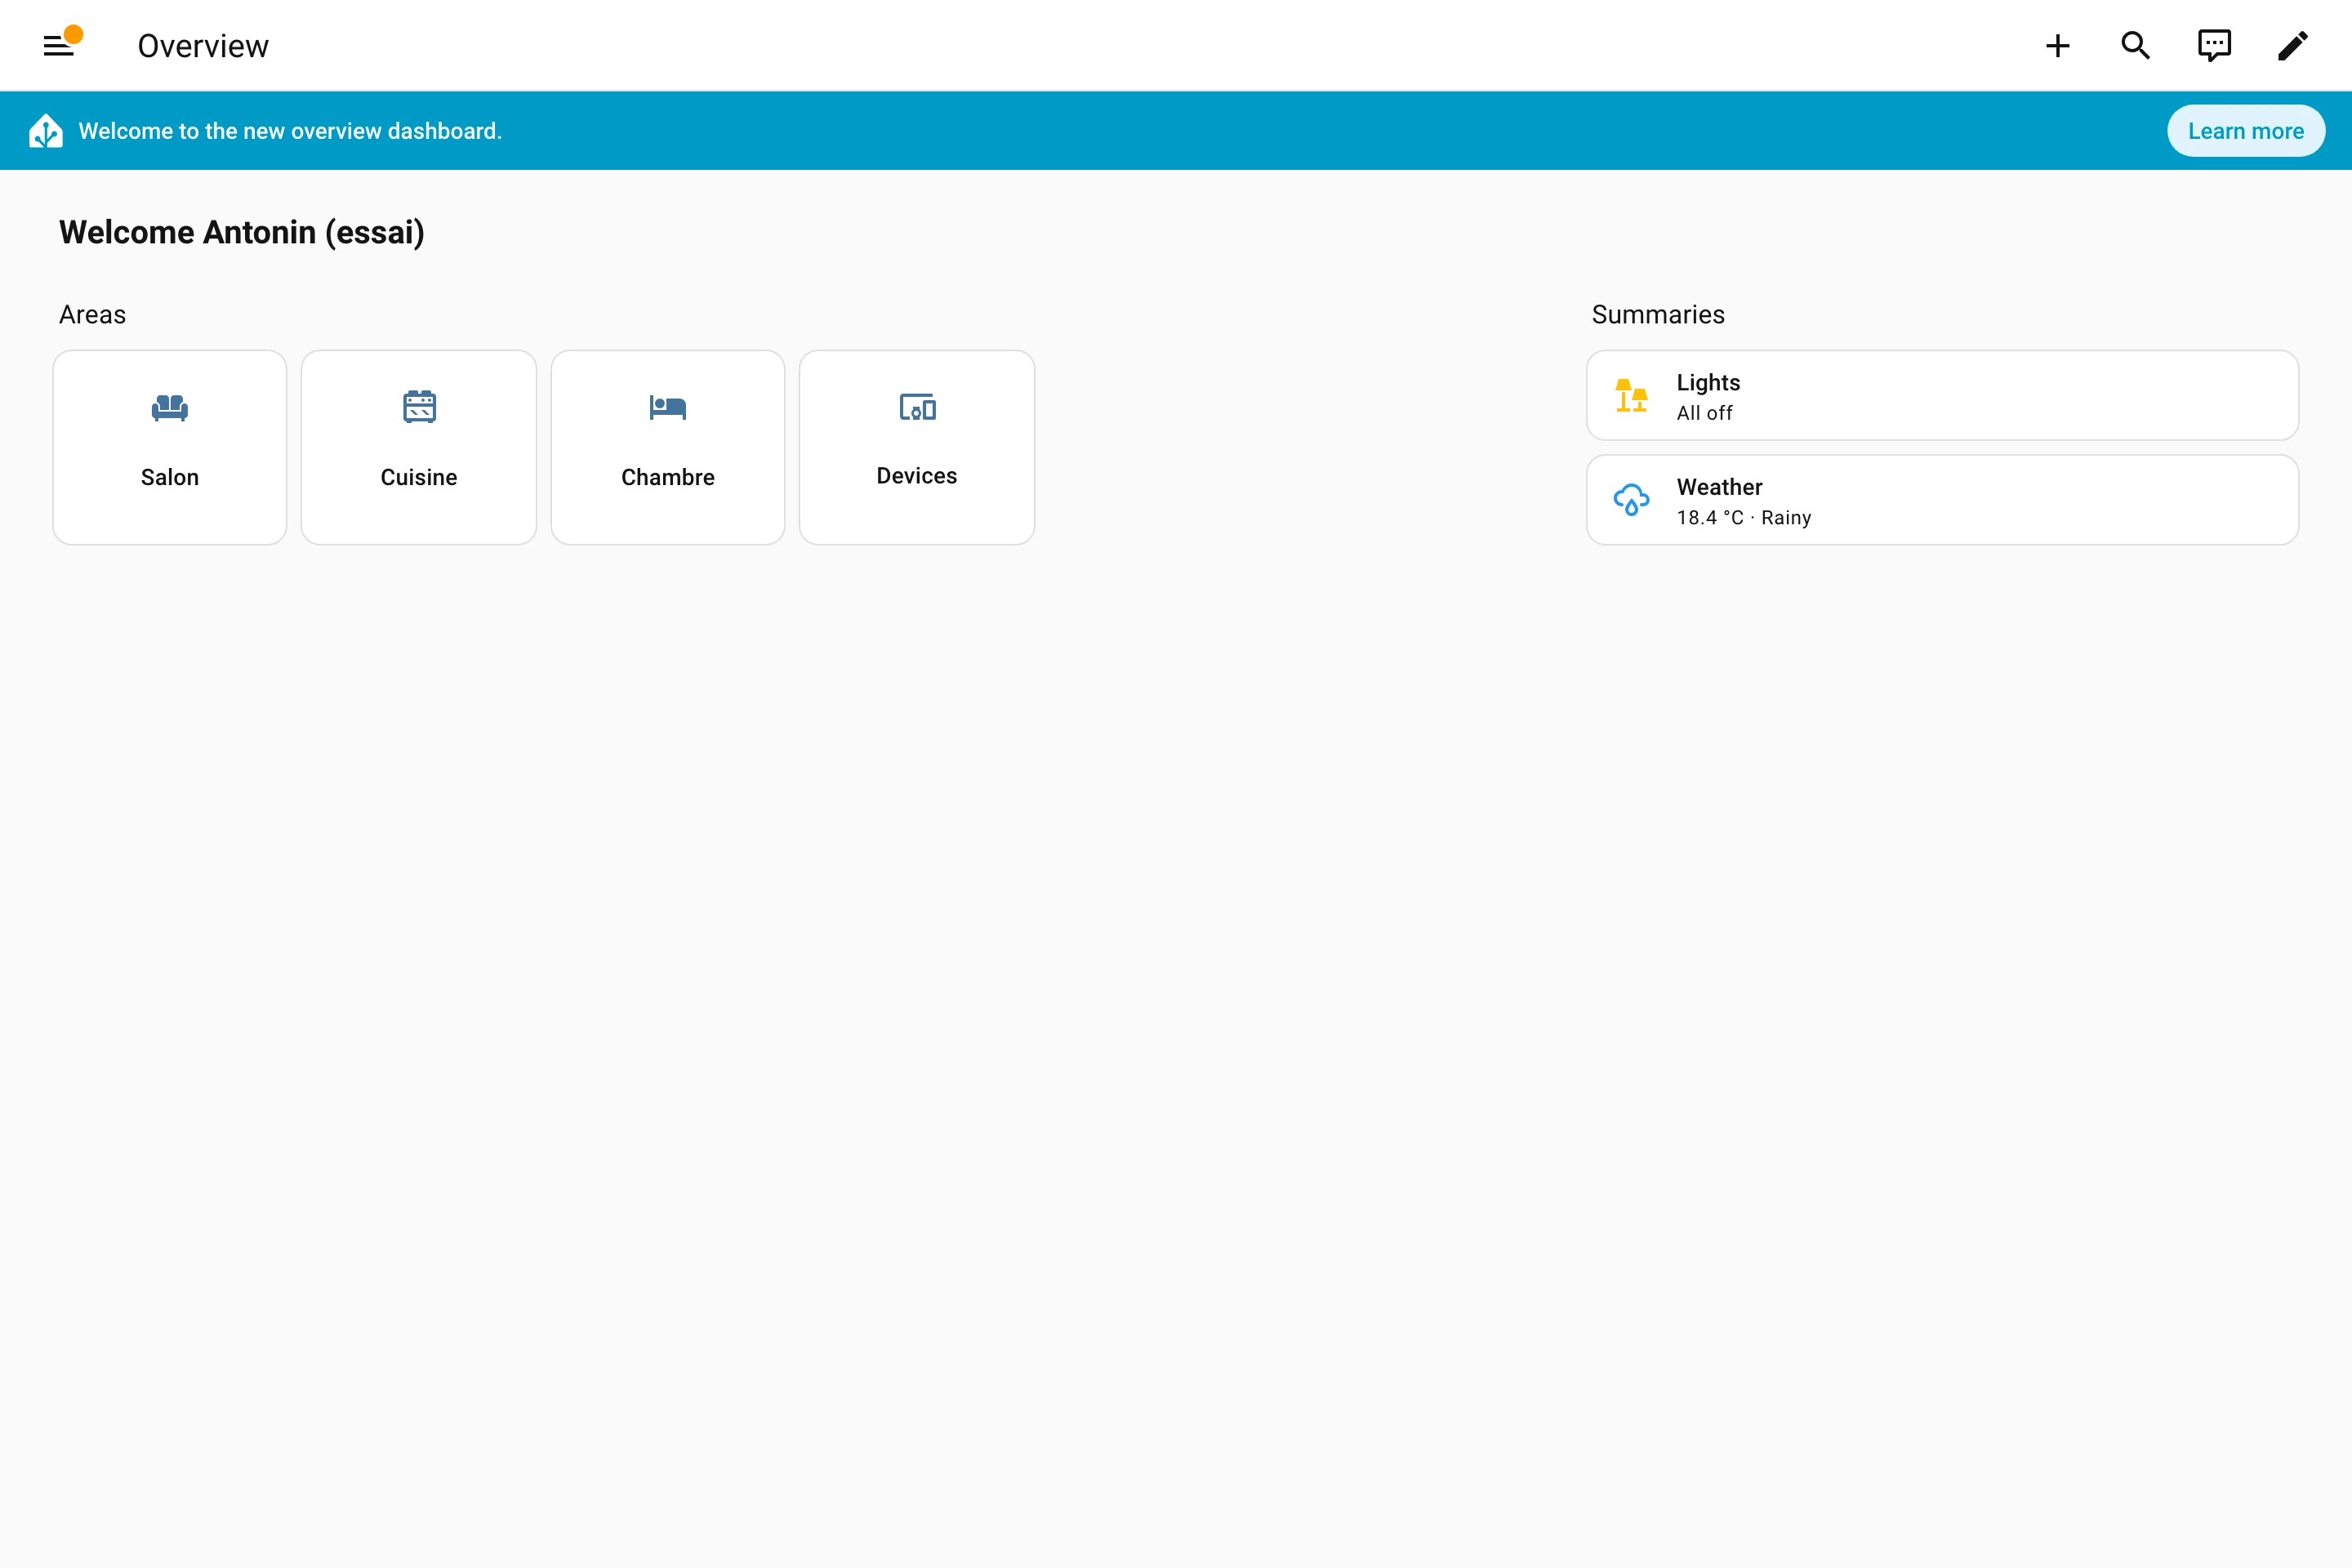 Overview
Welcome to the new overview dashboard.
Learn more
Welcome Antonin (essai)
Areas
Salon
Cuisine
Chambre
Devices
Summaries
Lights
All off
Weather
18.4 °C · Rainy